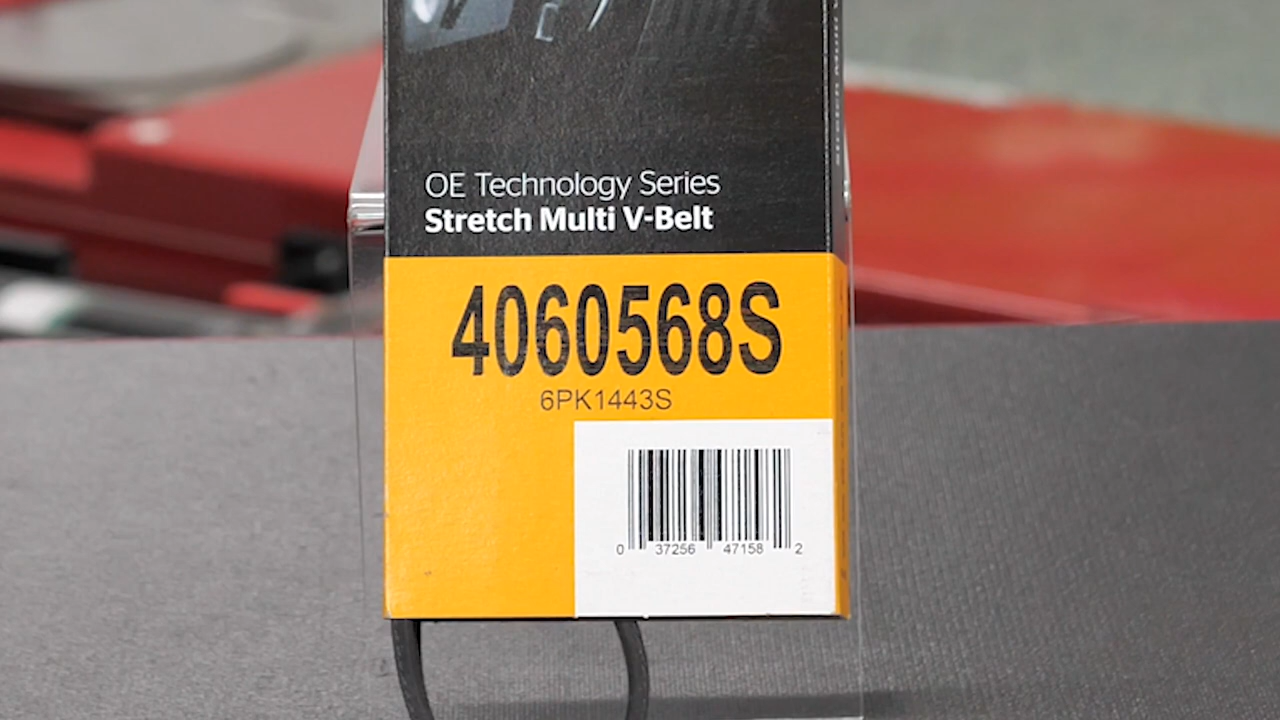 OE Technology Series
Stretch Multi V-Belt
4060568S
6PK1443S
0 37256 47158 2